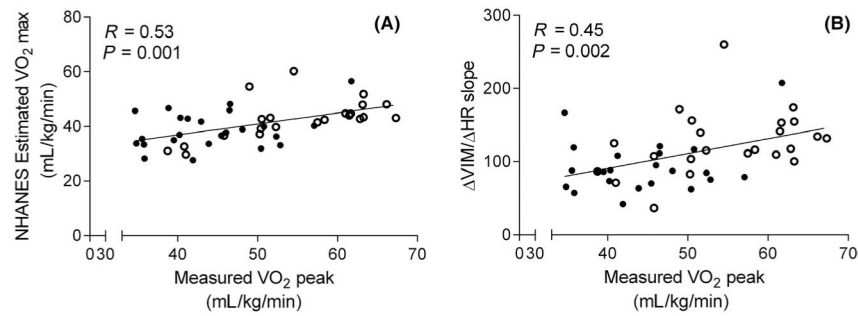 (A)
R = 0.53
P = 0.001
NHANES Estimated VO2 max
(mL/kg/min)
80
60
40
20
0
0 30 40 50 60 70
Measured VO2 peak
(mL/kg/min)
(B)
R = 0.45
P = 0.002
ΔVIM/ΔHR slope
300
200
100
0
0 30 40 50 60 70
Measured VO2 peak
(mL/kg/min)